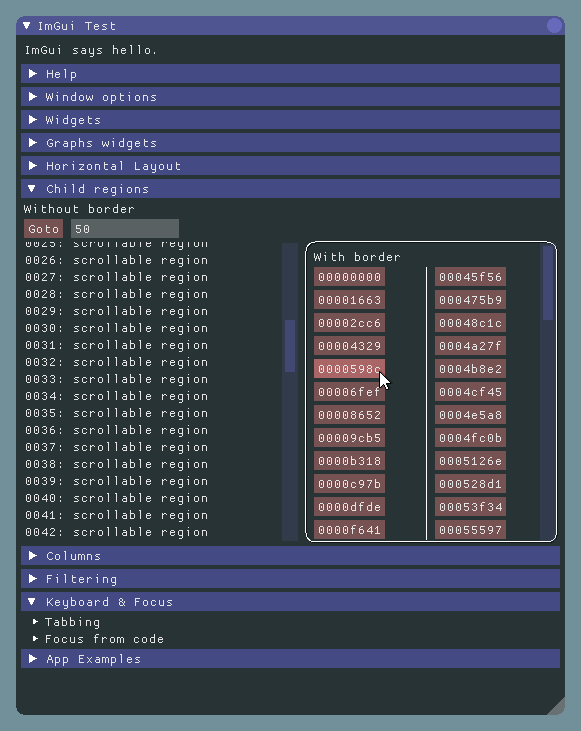 ImGui Test
ImGui says hello.
Help
Window options
Widgets
Graphs widgets
Horizontal Layout
Child regions
Without border
Goto 50
0025: scrollable region
0026: scrollable region
0027: scrollable region
0028: scrollable region
0029: scrollable region
0030: scrollable region
0031: scrollable region
0032: scrollable region
0033: scrollable region
0034: scrollable region
0035: scrollable region
0036: scrollable region
0037: scrollable region
0038: scrollable region
0039: scrollable region
0040: scrollable region
0041: scrollable region
0042: scrollable region
With border
00000000 00045f56
00001663 000475b9
00002cc6 00048c1c
00004329 0004a27f
0000598c 0004b8e2
00006fef 0004cf45
00008652 0004e5a8
00009cb5 0004fc0b
0000b318 0005126e
0000c97b 000528d1
0000dfde 00053f34
0000f641 00055597
Columns
Filtering
Keyboard & Focus
Tabbing
Focus from code
App Examples